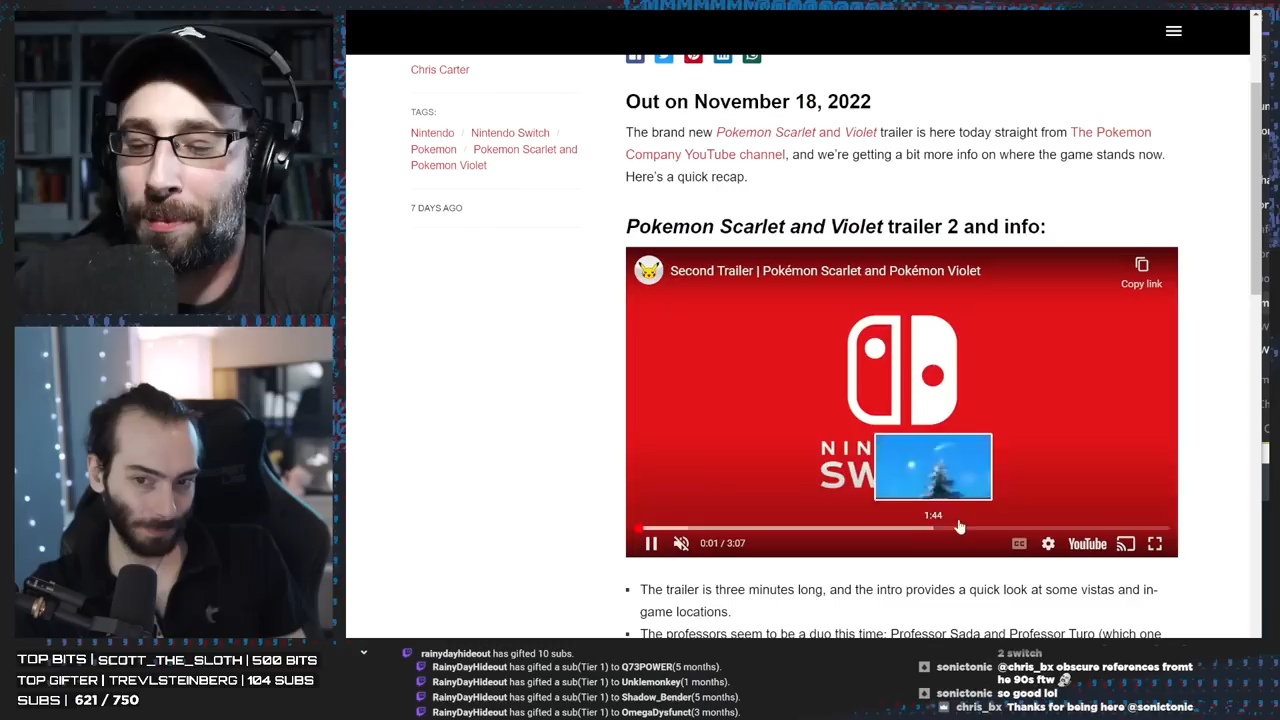 Chris Carter
TAGS:
Nintendo / Nintendo Switch /
Pokemon / Pokemon Scarlet and
Pokemon Violet
7 DAYS AGO
Out on November 18, 2022
The brand new Pokemon Scarlet and Violet trailer is here today straight from The Pokemon
Company YouTube channel, and we're getting a bit more info on where the game stands now.
Here's a quick recap.
Pokemon Scarlet and Violet trailer 2 and info:
Second Trailer | Pokémon Scarlet and Pokémon Violet
Copy link
NIN
SW
1:44
0:01 / 3:07
CC
YouTube
The trailer is three minutes long, and the intro provides a quick look at some vistas and in-
game locations.
The professors seem to be a duo this time: Professor Sada and Professor Turo (which one
TOP BITS | SCOTT_THE_SLOTH | 500 BITS
TOP GIFTER | TREVLSTEINBERG | 104 SUBS
SUBS | 621 / 750
rainydayhideout has gifted 10 subs.
RainyDayHideout has gifted a sub(Tier 1) to Q73POWER(5 months).
RainyDayHideout has gifted a sub(Tier 1) to Unklemonkey(1 months).
RainyDayHideout has gifted a sub(Tier 1) to Shadow_Bender(5 months).
RainyDayHideout has gifted a sub(Tier 1) to OmegaDysfunct(3 months).
2 switch
sonictonic @chris_bx obscure references fromt
he 90s ftw
sonictonic so good lol
chris_bx Thanks for being here @sonictonic